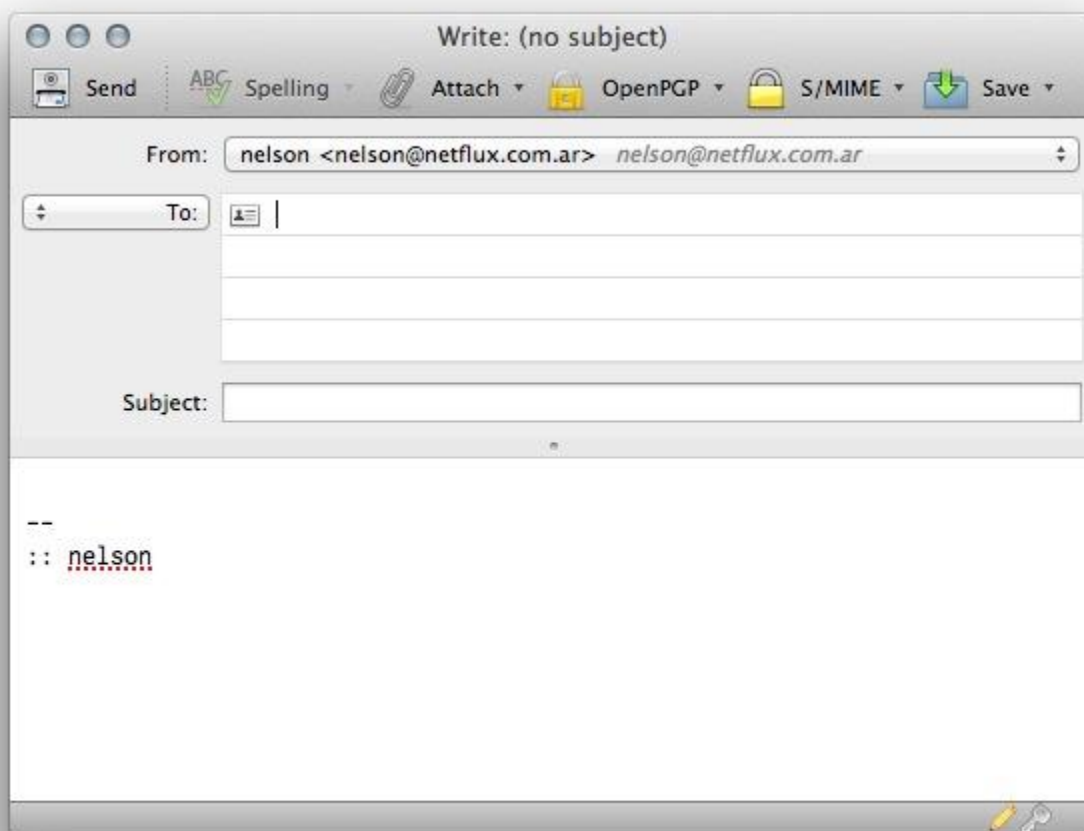 Write: (no subject)
Send ABC Spelling Attach OpenPGP S/MIME Save
From: nelson <nelson@netflux.com.ar> nelson@netflux.com.ar
To:
Subject:
--
:: nelson